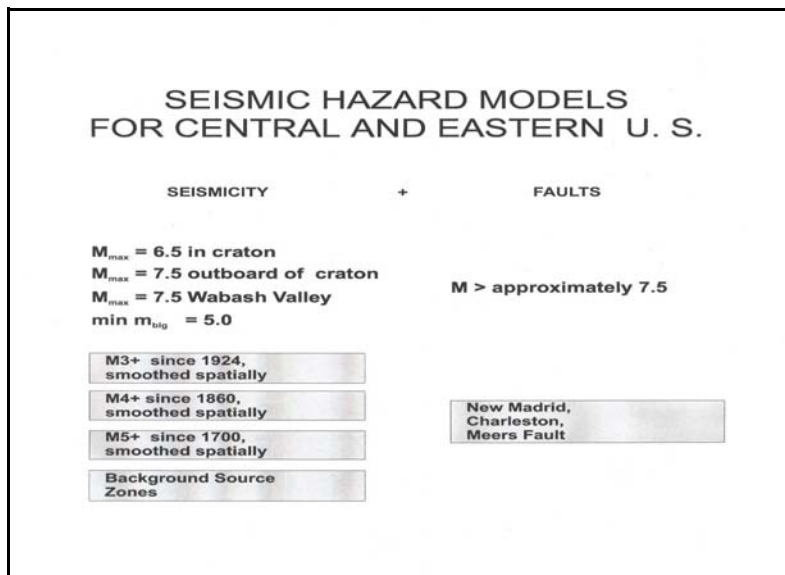 SEISMIC HAZARD MODELS
FOR CENTRAL AND EASTERN U. S.
SEISMICITY + FAULTS
Mmax = 6.5 in craton
Mmax = 7.5 outboard of craton
Mmax = 7.5 Wabash Valley
min mblg = 5.0
M > approximately 7.5
M3+ since 1924,
smoothed spatially
M4+ since 1860,
smoothed spatially
M5+ since 1700,
smoothed spatially
Background Source
Zones
New Madrid,
Charleston,
Meers Fault